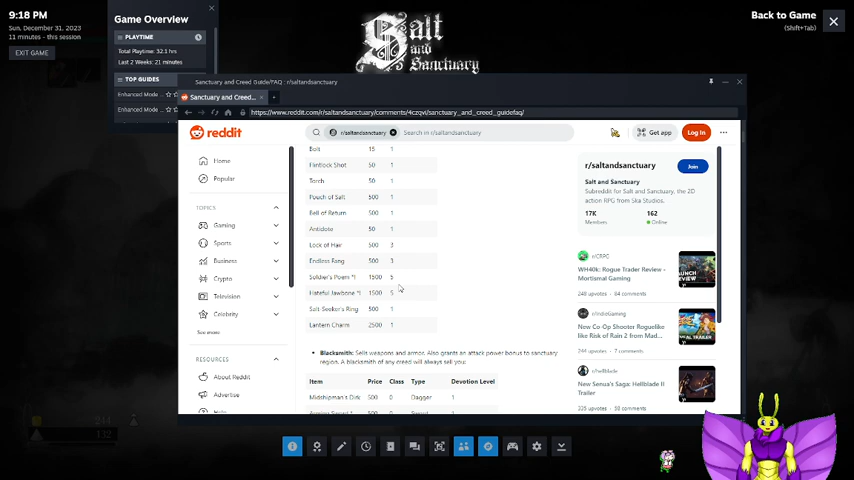 9:18 PM
Sun, December 31, 2023
11 minutes - this session
EXIT GAME
Game Overview
PLAYTIME
Total Playtime: 32.1 hrs
Last 2 Weeks: 21 minutes
TOP GUIDES
Enhanced Mode
Enhanced Mode
Salt
and
Sanctuary
Back to Game
(Shift+Tab)
Sanctuary and Creed Guide/FAQ : r/saltandsanctuary
Sanctuary and Creed...
https://www.reddit.com/r/saltandsanctuary/comments/4czqvi/sanctuary_and_creed_guidefaq/
reddit
r/saltandsanctuary
Search in r/saltandsanctuary
Get app
Log In
Home
Popular
TOPICS
Gaming
Sports
Business
Crypto
Television
Celebrity
See more
RESOURCES
About Reddit
Advertise
Help
Bolt 15 1
Flintlock Shot 50 1
Torch 50 1
Pouch of Salt 500 1
Bell of Return 500 1
Antidote 50 1
Lock of Hair 500 3
Endless Fang 500 3
Soldier's Poem *! 1500 5
Hateful Jawbone *! 1500 5
Salt-Seeker's Ring 500 1
Lantern Charm 2500 1
Blacksmith: Sells weapons and armor. Also grants an attack power bonus to sanctuary
region. A blacksmith of any creed will always sell you:
Item Price Class Type Devotion Level
Midshipman's Dirk 500 0 Dagger 1
r/saltandsanctuary
Join
Salt and Sanctuary
Subreddit for Salt and Sanctuary, the 2D
action RPG from Ska Studios.
17K 162
Members Online
r/CRPG
WH40k: Rogue Trader Review -
Mortismal Gaming
248 upvotes · 84 comments
r/IndieGaming
New Co-Op Shooter Roguelike
like Risk of Rain 2 from Mad...
244 upvotes · 7 comments
r/hellblade
New Senua's Saga: Hellblade II
Trailer
335 upvotes · 58 comments
244
132